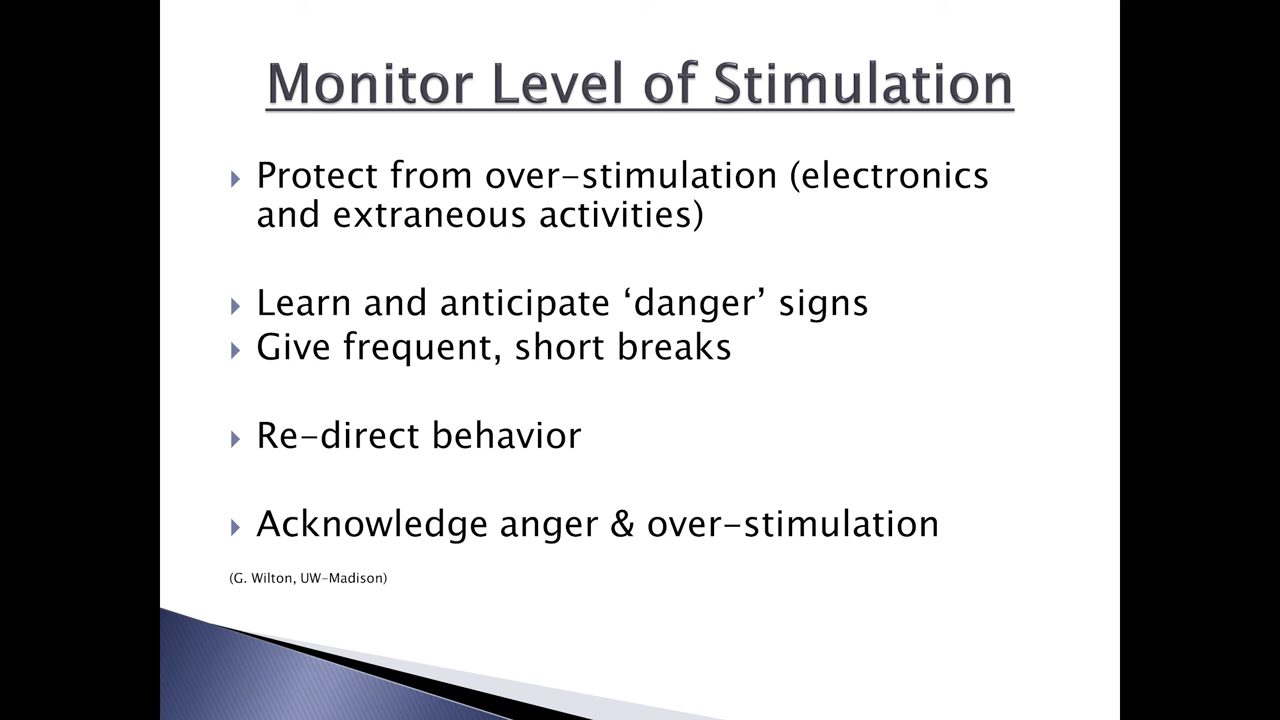 Monitor Level of Stimulation
Protect from over-stimulation (electronics
and extraneous activities)
Learn and anticipate ‘danger’ signs
Give frequent, short breaks
Re-direct behavior
Acknowledge anger & over-stimulation
(G. Wilton, UW-Madison)